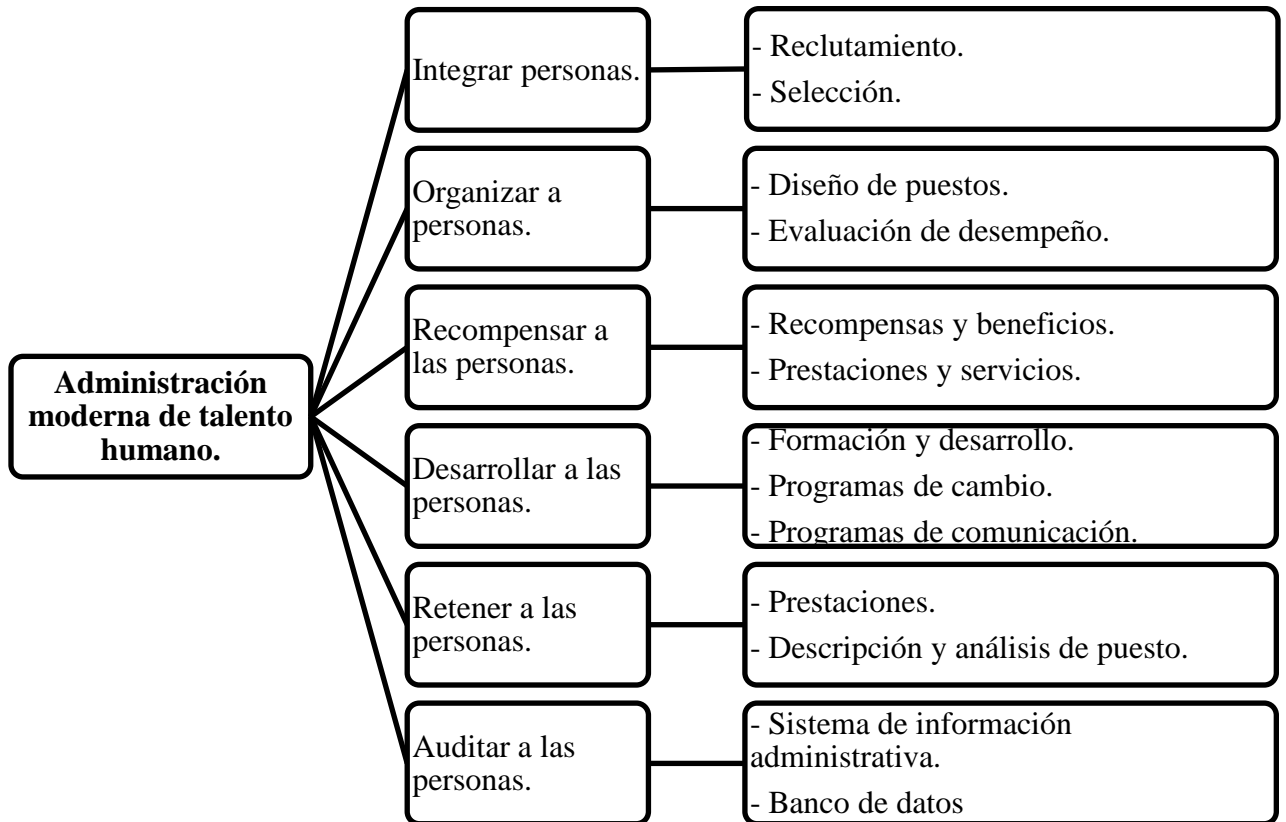 Administración
moderna de talento
humano.
Integrar personas.
- Reclutamiento.
- Selección.
Organizar a
personas.
- Diseño de puestos.
- Evaluación de desempeño.
Recompensar a
las personas.
- Recompensas y beneficios.
- Prestaciones y servicios.
Desarrollar a las
personas.
- Formación y desarrollo.
- Programas de cambio.
- Programas de comunicación.
Retener a las
personas.
- Prestaciones.
- Descripción y análisis de puesto.
Auditar a las
personas.
- Sistema de información
administrativa.
- Banco de datos